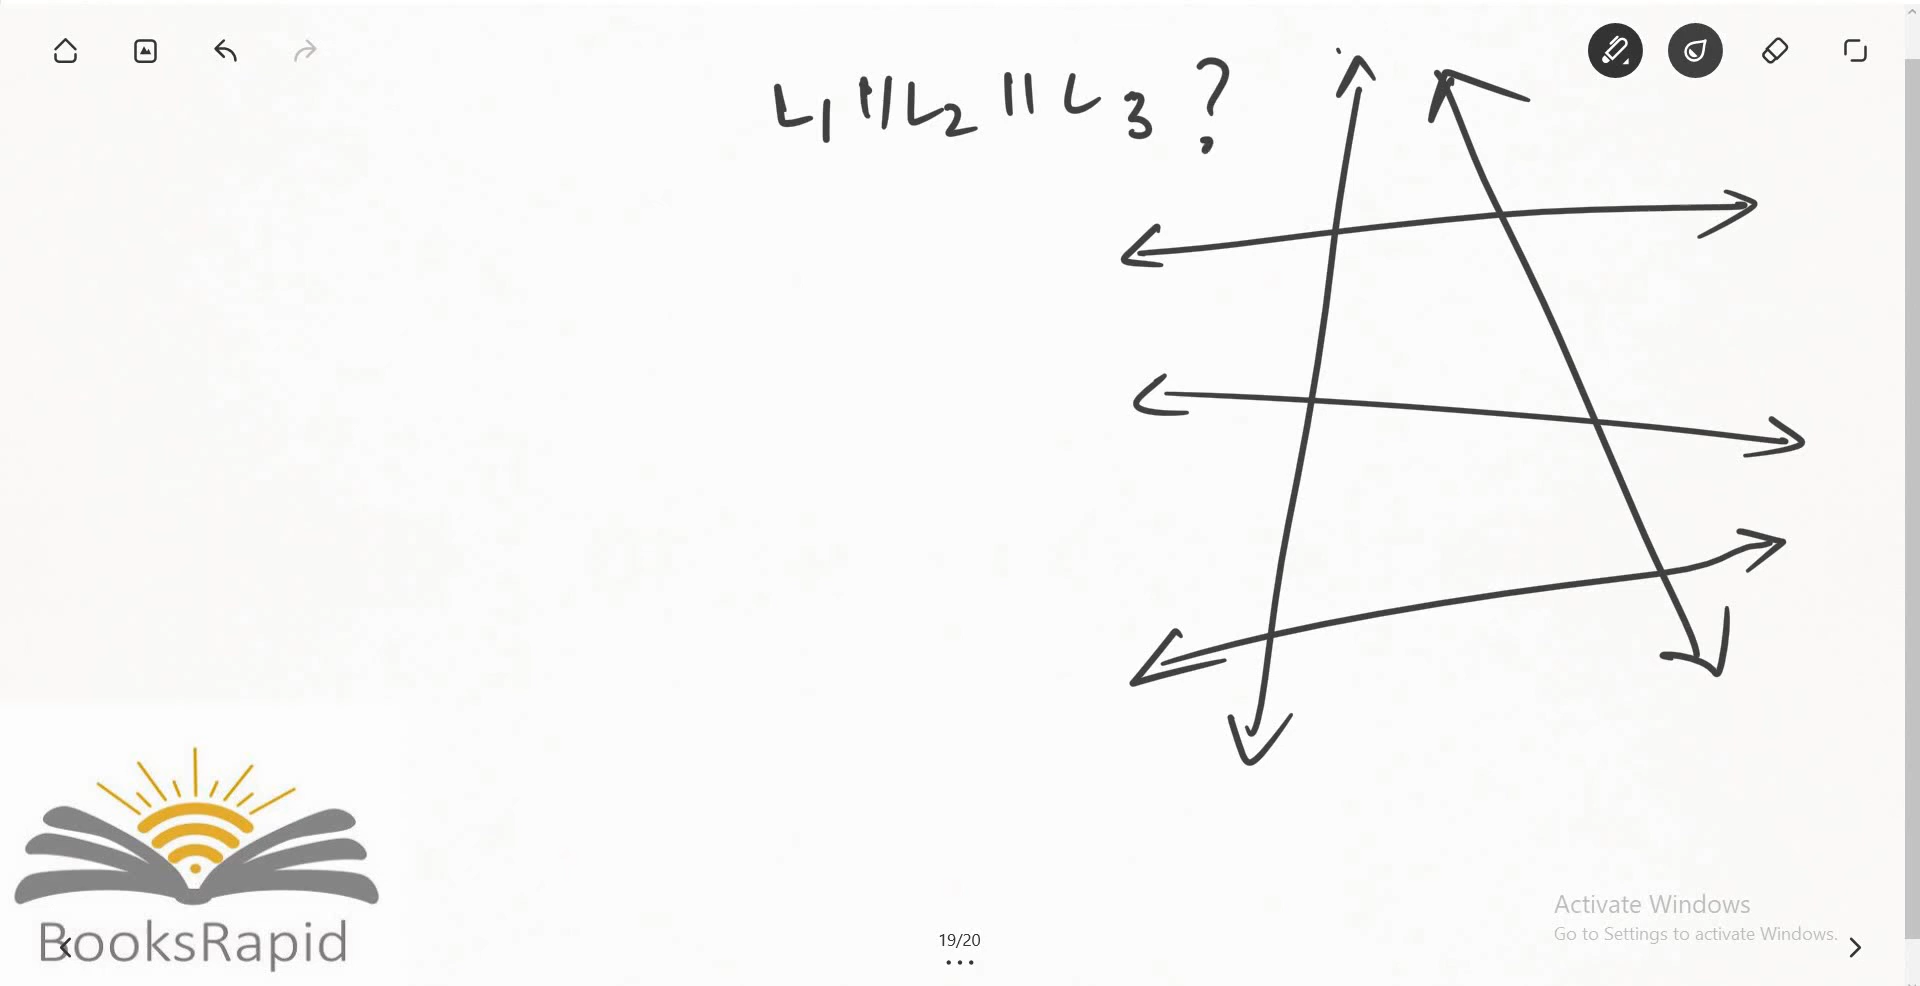 L₁ || L₂ || L₃ ?
BooksRapid
19/20
Activate Windows
Go to Settings to activate Windows.